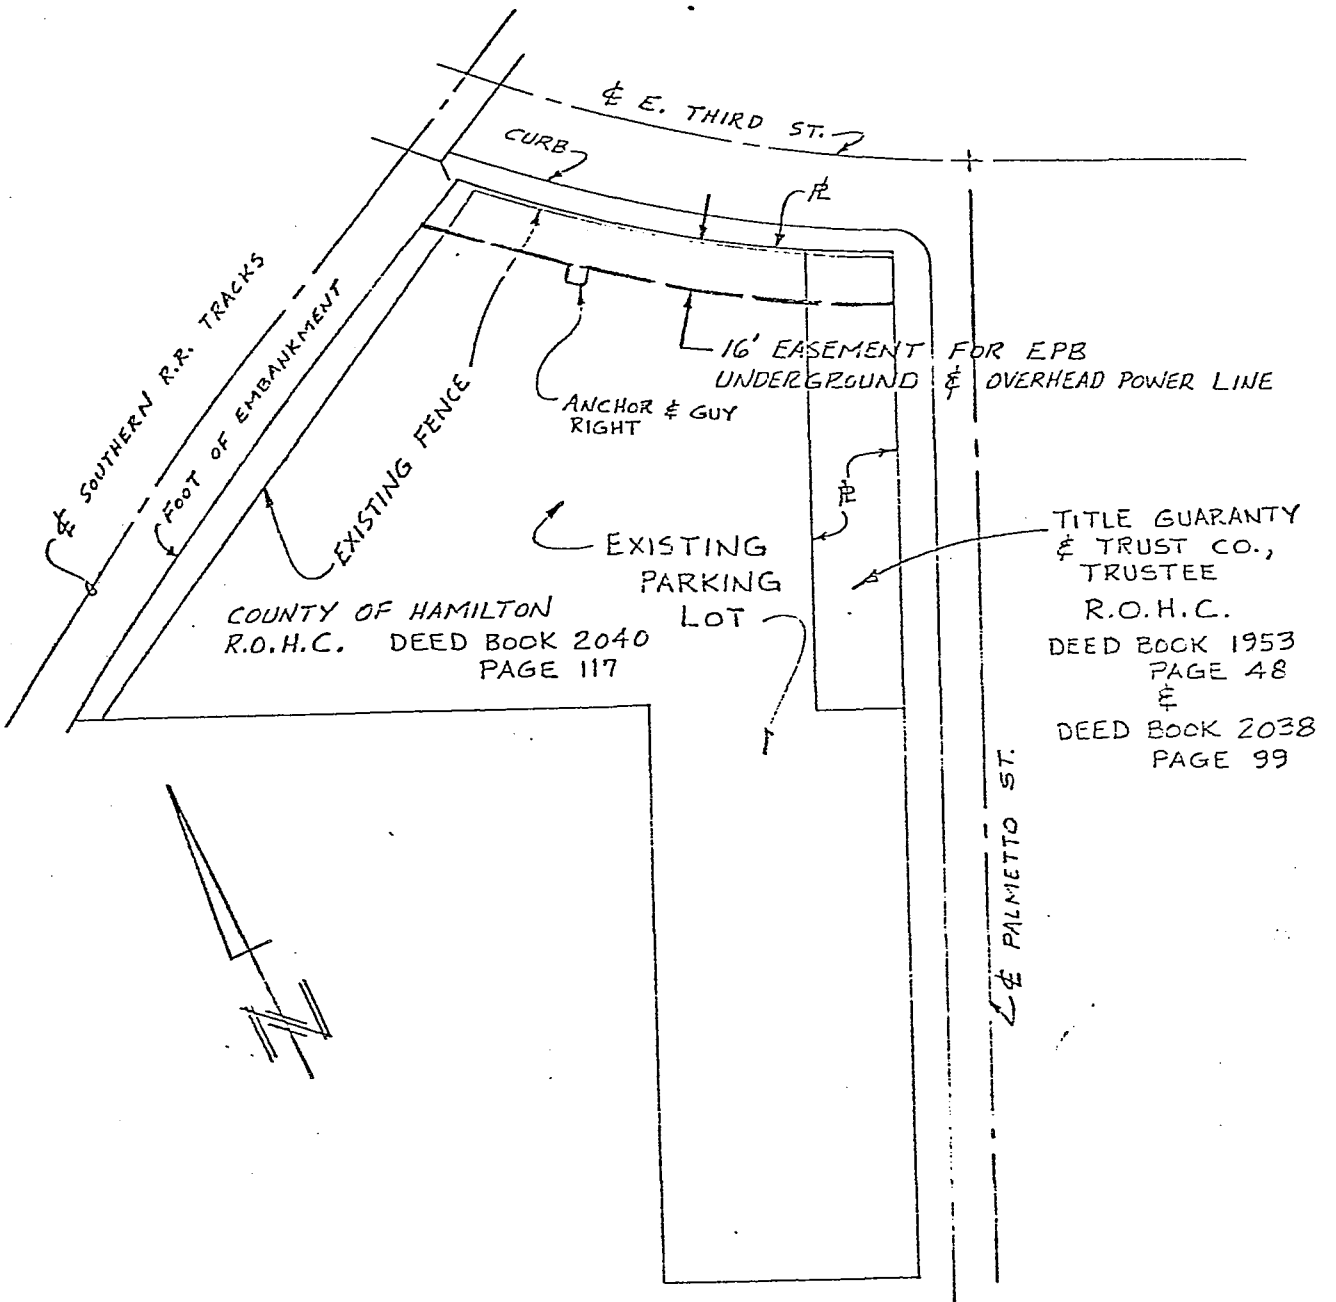 ℄ E. THIRD ST.
CURB
PL
℄ SOUTHERN R.R. TRACKS
FOOT OF EMBANKMENT
EXISTING FENCE
16' EASEMENT FOR EPB
UNDERGROUND & OVERHEAD POWER LINE
ANCHOR & GUY
RIGHT
PL
EXISTING
PARKING
LOT
TITLE GUARANTY
& TRUST CO.,
TRUSTEE
R.O.H.C.
DEED BOOK 1953
PAGE 48
&
DEED BOOK 2038
PAGE 99
COUNTY OF HAMILTON
R.O.H.C. DEED BOOK 2040
PAGE 117
℄ PALMETTO ST.
N